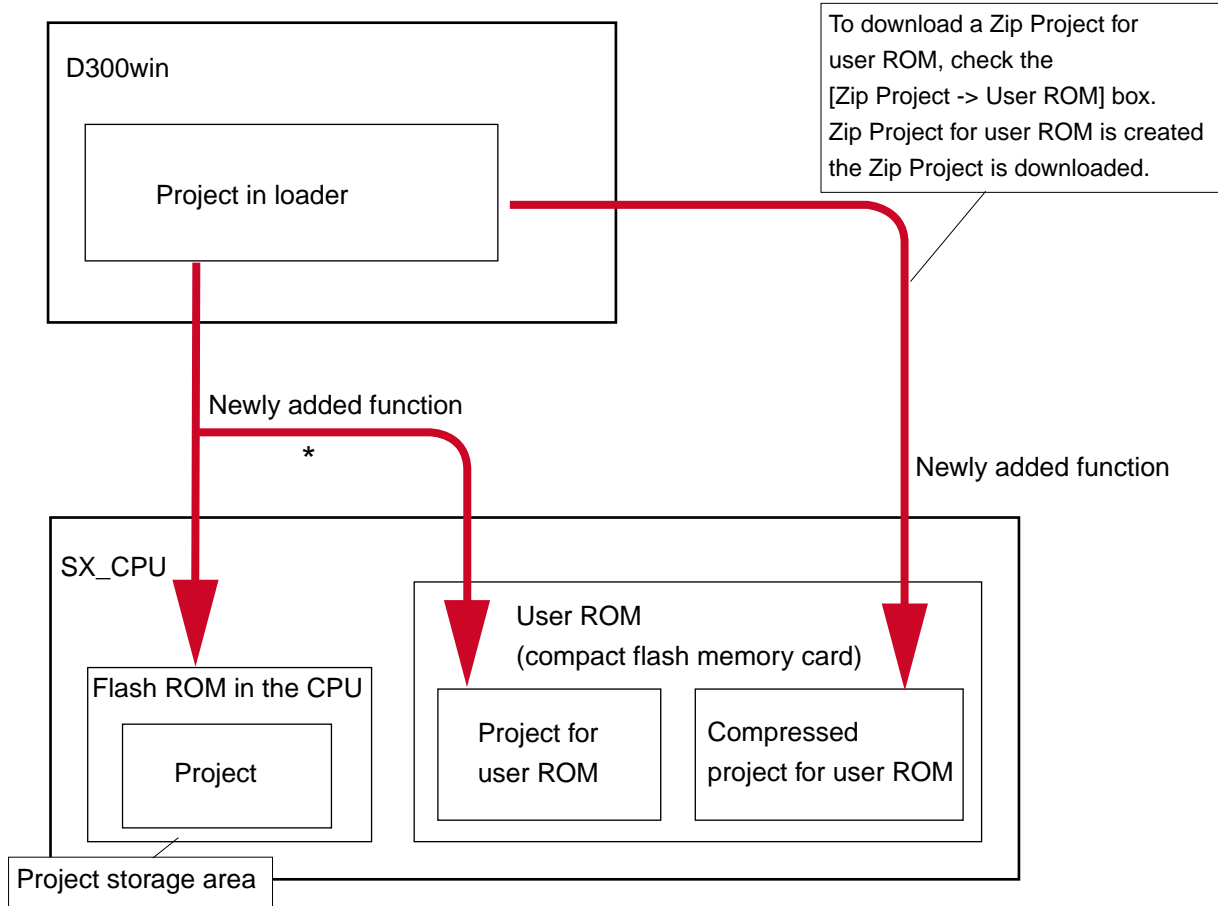 To download a Zip Project for
user ROM, check the
[Zip Project -> User ROM] box.
Zip Project for user ROM is created
the Zip Project is downloaded.
D300win
Project in loader
Newly added function
*
Newly added function
SX_CPU
User ROM
(compact flash memory card)
Flash ROM in the CPU
Project
Project for
user ROM
Compressed
project for user ROM
Project storage area